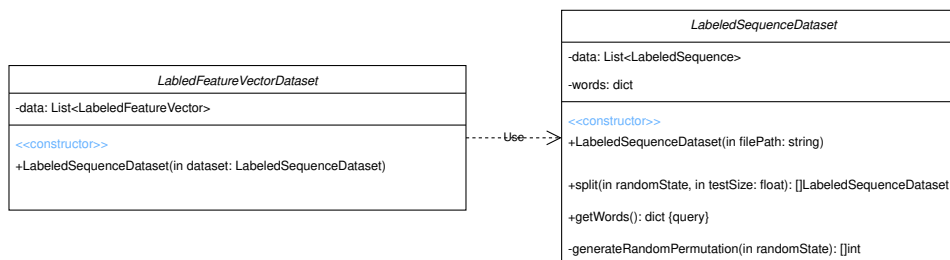 LabledFeatureVectorDataset
-data: List<LabeledFeatureVector>
<<constructor>>
+LabeledSequenceDataset(in dataset: LabeledSequenceDataset)
Use
LabeledSequenceDataset
-data: List<LabeledSequence>
-words: dict
<<constructor>>
+LabeledSequenceDataset(in filePath: string)
+split(in randomState, in testSize: float): []LabeledSequenceDataset
+getWords(): dict {query}
-generateRandomPermutation(in randomState): []int